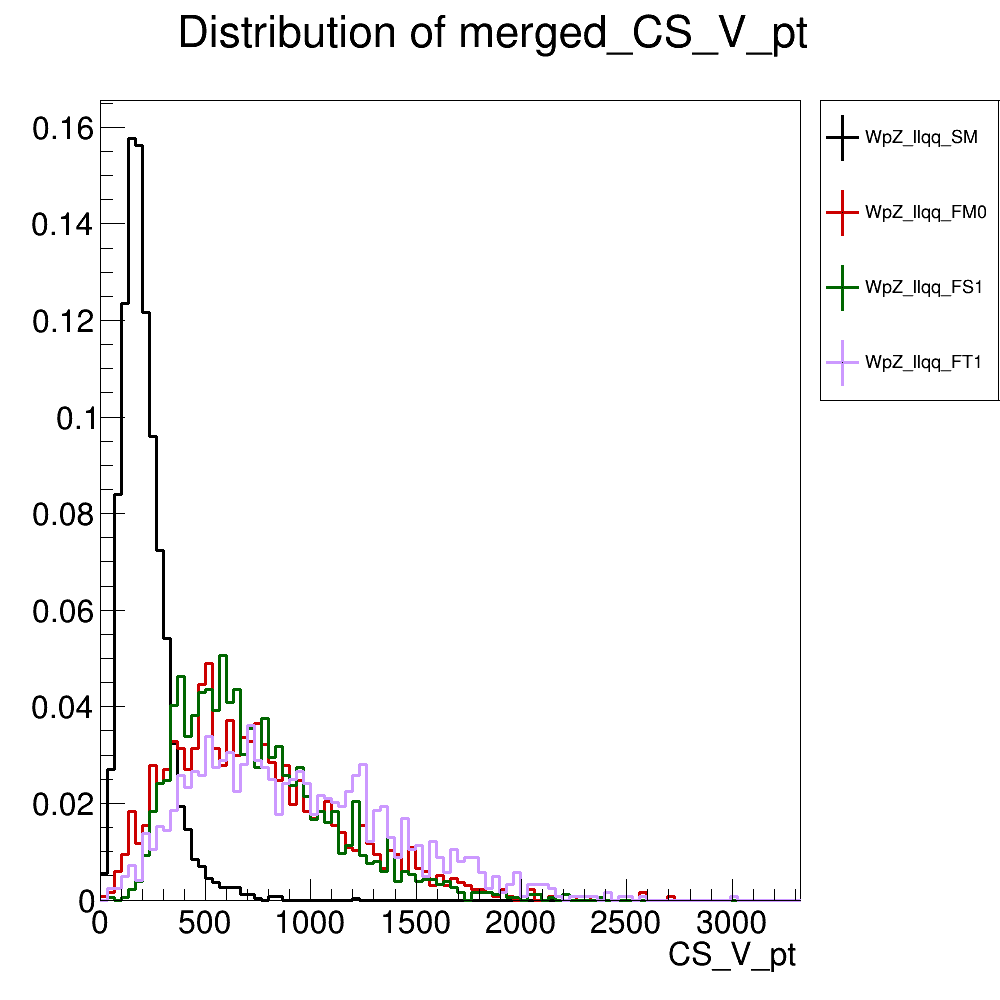 Distribution of merged_CS_V_pt
0.16
0.14
0.12
0.1
0.08
0.06
0.04
0.02
0
0 500 1000 1500 2000 2500 3000
CS_V_pt
WpZ_llqq_SM
WpZ_llqq_FM0
WpZ_llqq_FS1
WpZ_llqq_FT1